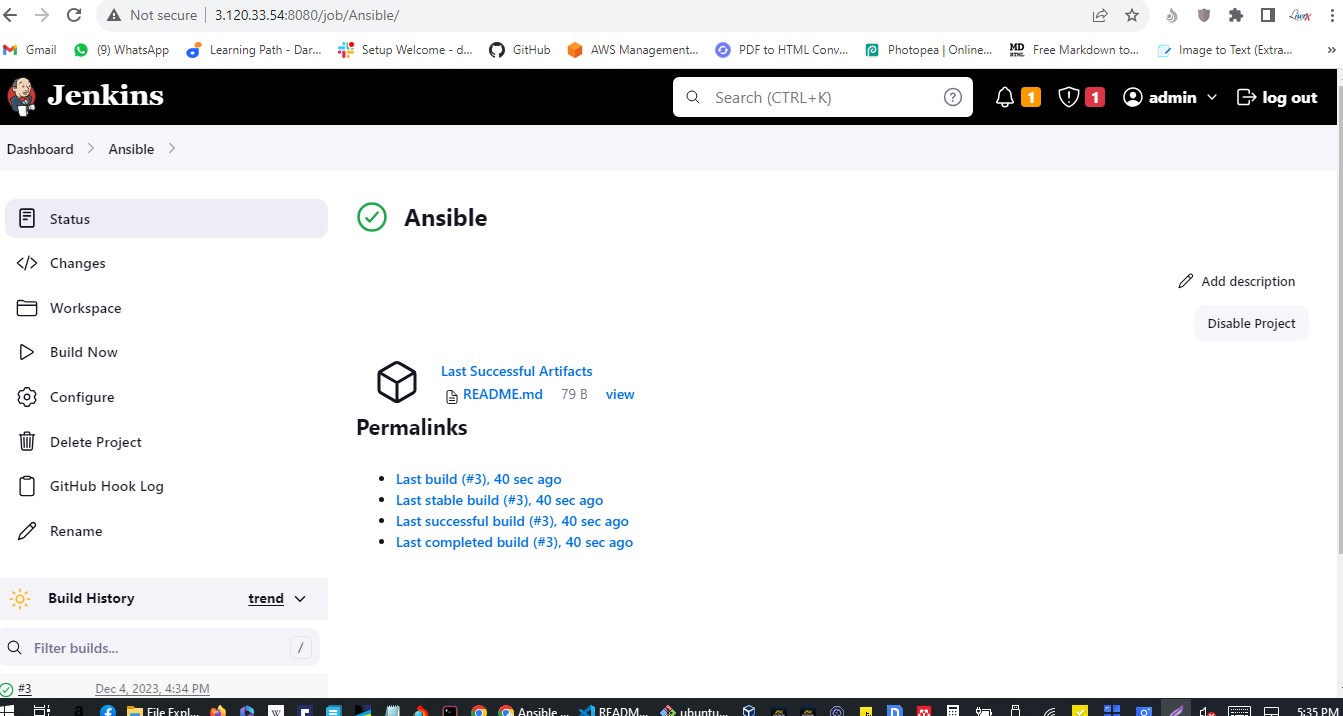 Not secure 3.120.33.54:8080/job/Ansible/
Gmail (9) WhatsApp Learning Path - Dar... Setup Welcome - d... GitHub AWS Management... PDF to HTML Conv... Photopea | Online... MD Free Markdown to... Image to Text (Extra... »
Jenkins Search (CTRL+K) ? 1 1 admin log out
Dashboard Ansible
Status
Ansible
Changes
Add description
Workspace
Disable Project
Build Now
Last Successful Artifacts
README.md 79 B view
Configure
Permalinks
Delete Project
Last build (#3), 40 sec ago
GitHub Hook Log
Last stable build (#3), 40 sec ago
Last successful build (#3), 40 sec ago
Rename
Last completed build (#3), 40 sec ago
Build History trend
Filter builds... /
#3 Dec 4, 2023, 4:34 PM
File Expl... Ansible ... READM... ubuntu... 5:35 PM